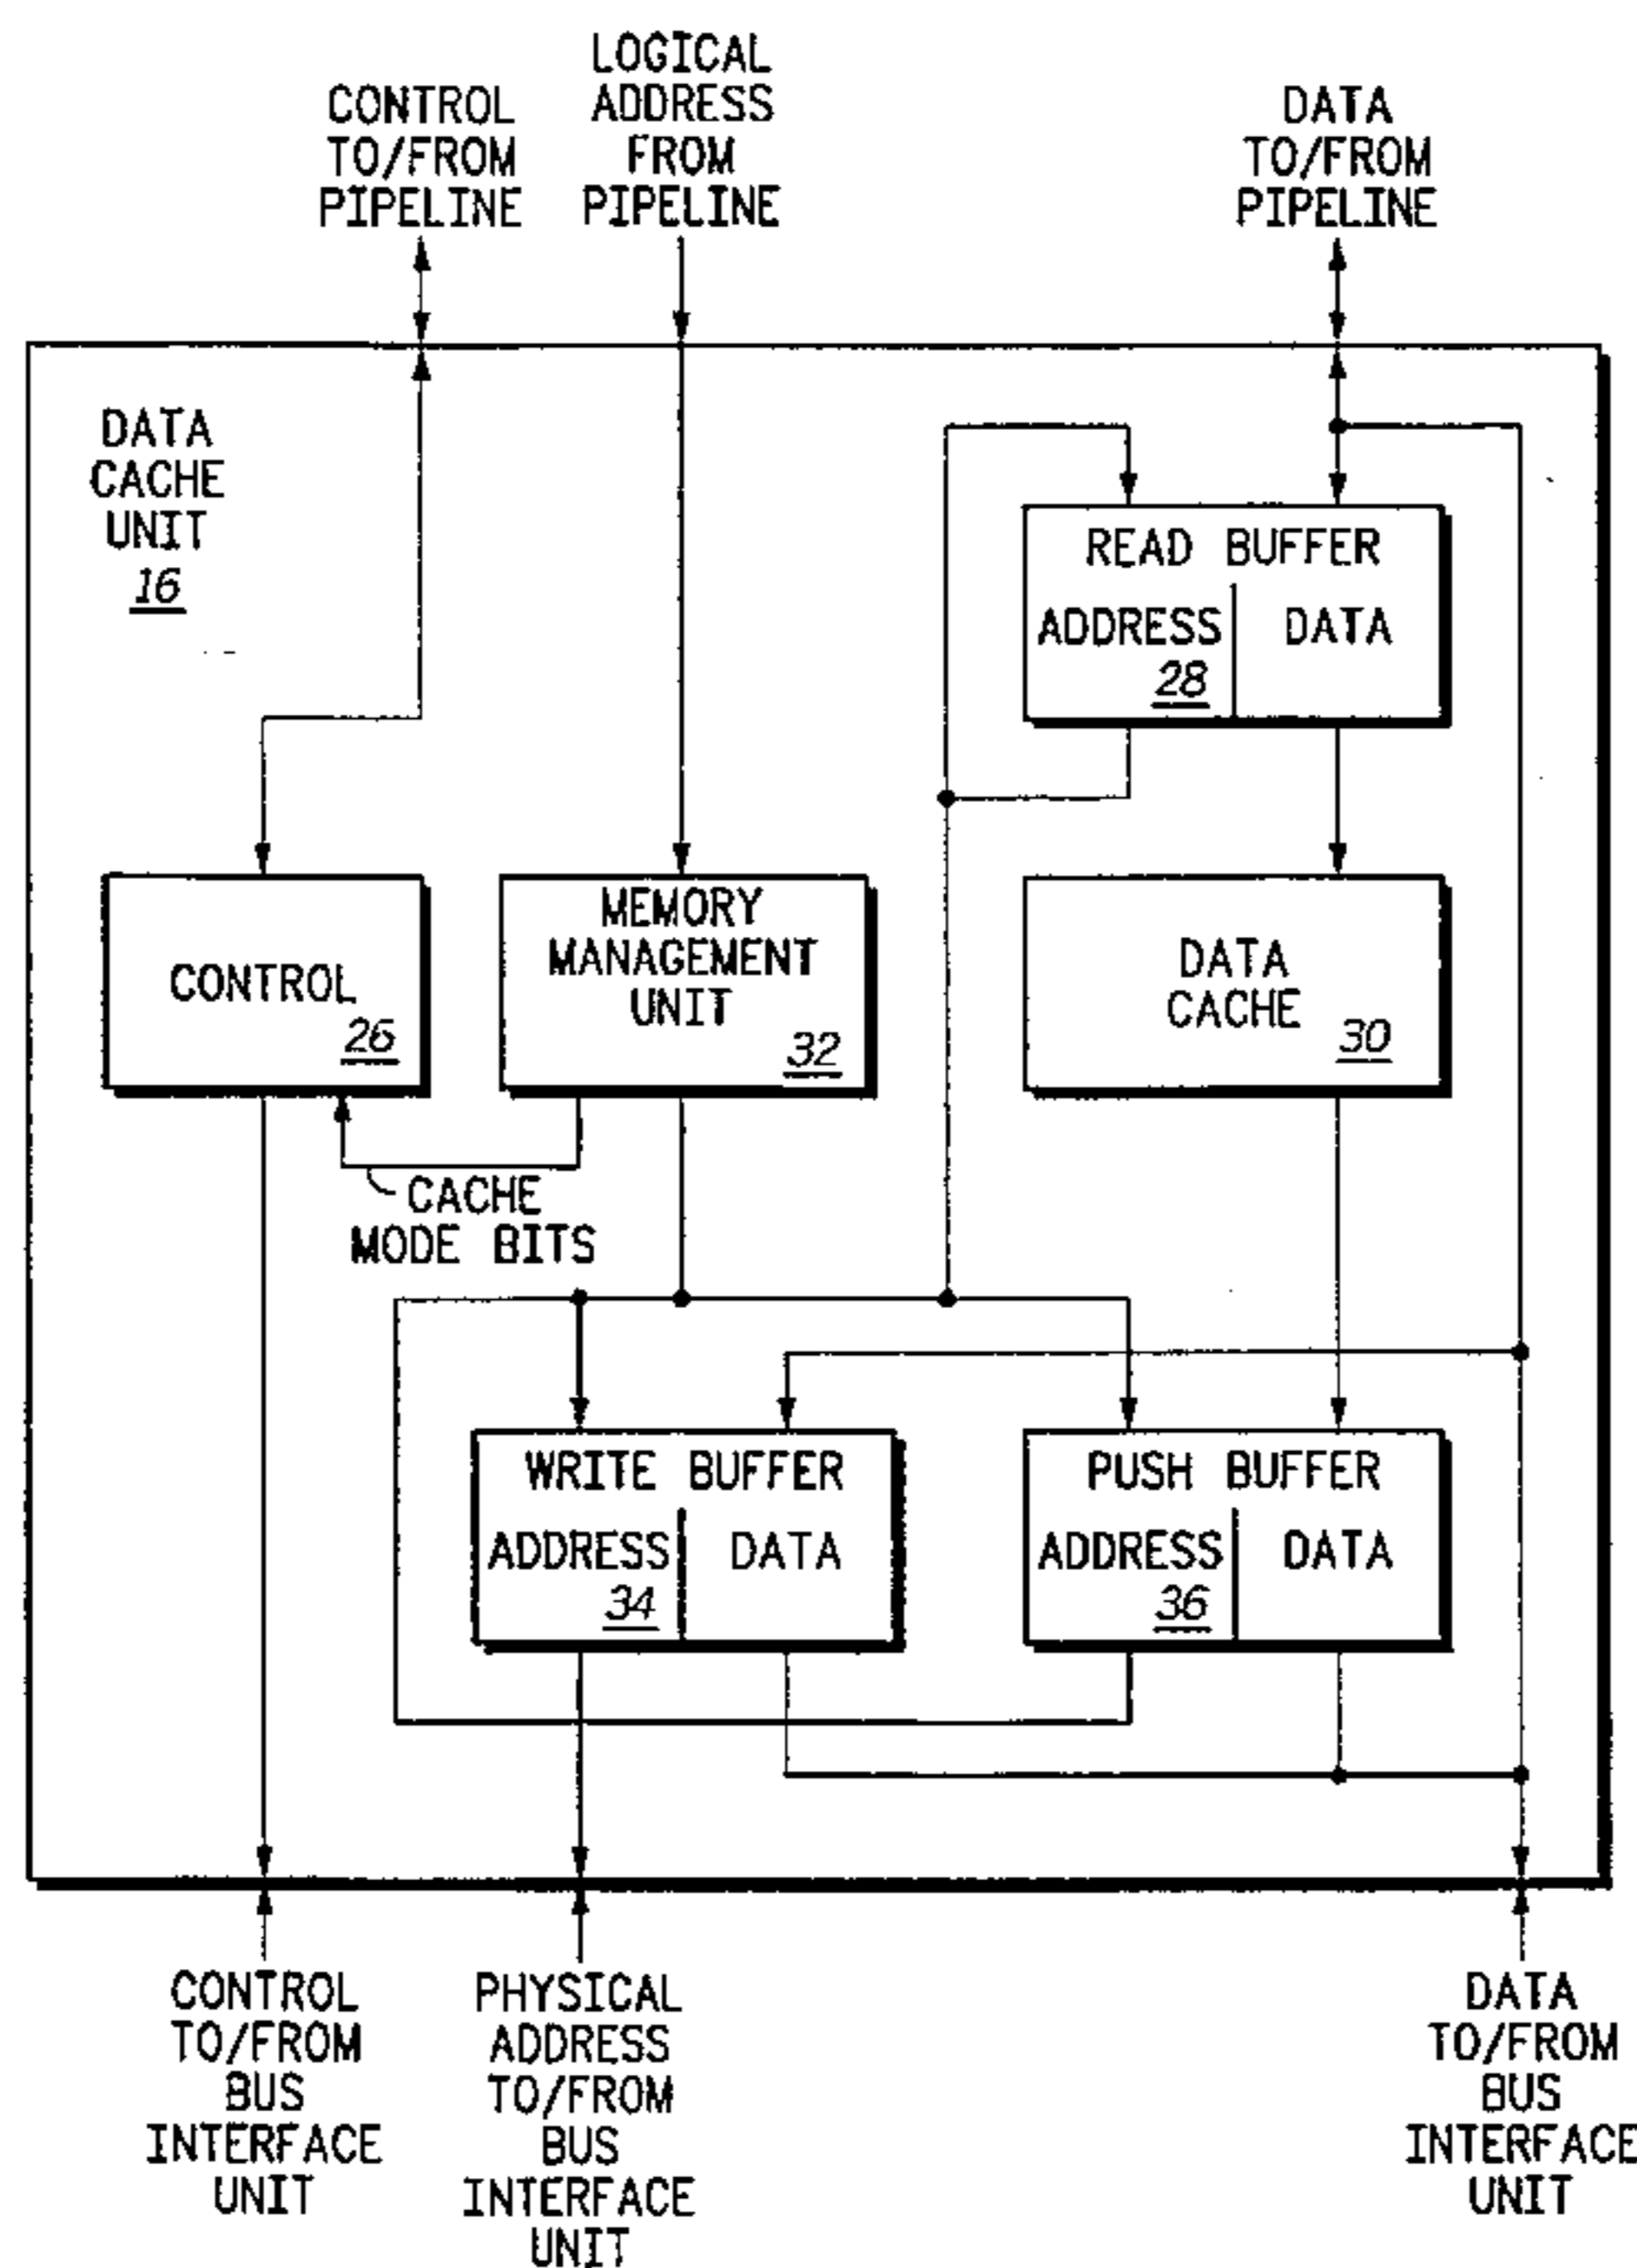 CONTROL
TO/FROM
PIPELINE
LOGICAL
ADDRESS
FROM
PIPELINE
DATA
TO/FROM
PIPELINE
DATA
CACHE
UNIT
16
READ BUFFER
ADDRESS DATA
28
CONTROL
26
MEMORY
MANAGEMENT
UNIT
32
DATA
CACHE
30
CACHE
MODE BITS
WRITE BUFFER
ADDRESS DATA
34
PUSH BUFFER
ADDRESS DATA
36
CONTROL
TO/FROM
BUS
INTERFACE
UNIT
PHYSICAL
ADDRESS
TO/FROM
BUS
INTERFACE
UNIT
DATA
TO/FROM
BUS
INTERFACE
UNIT